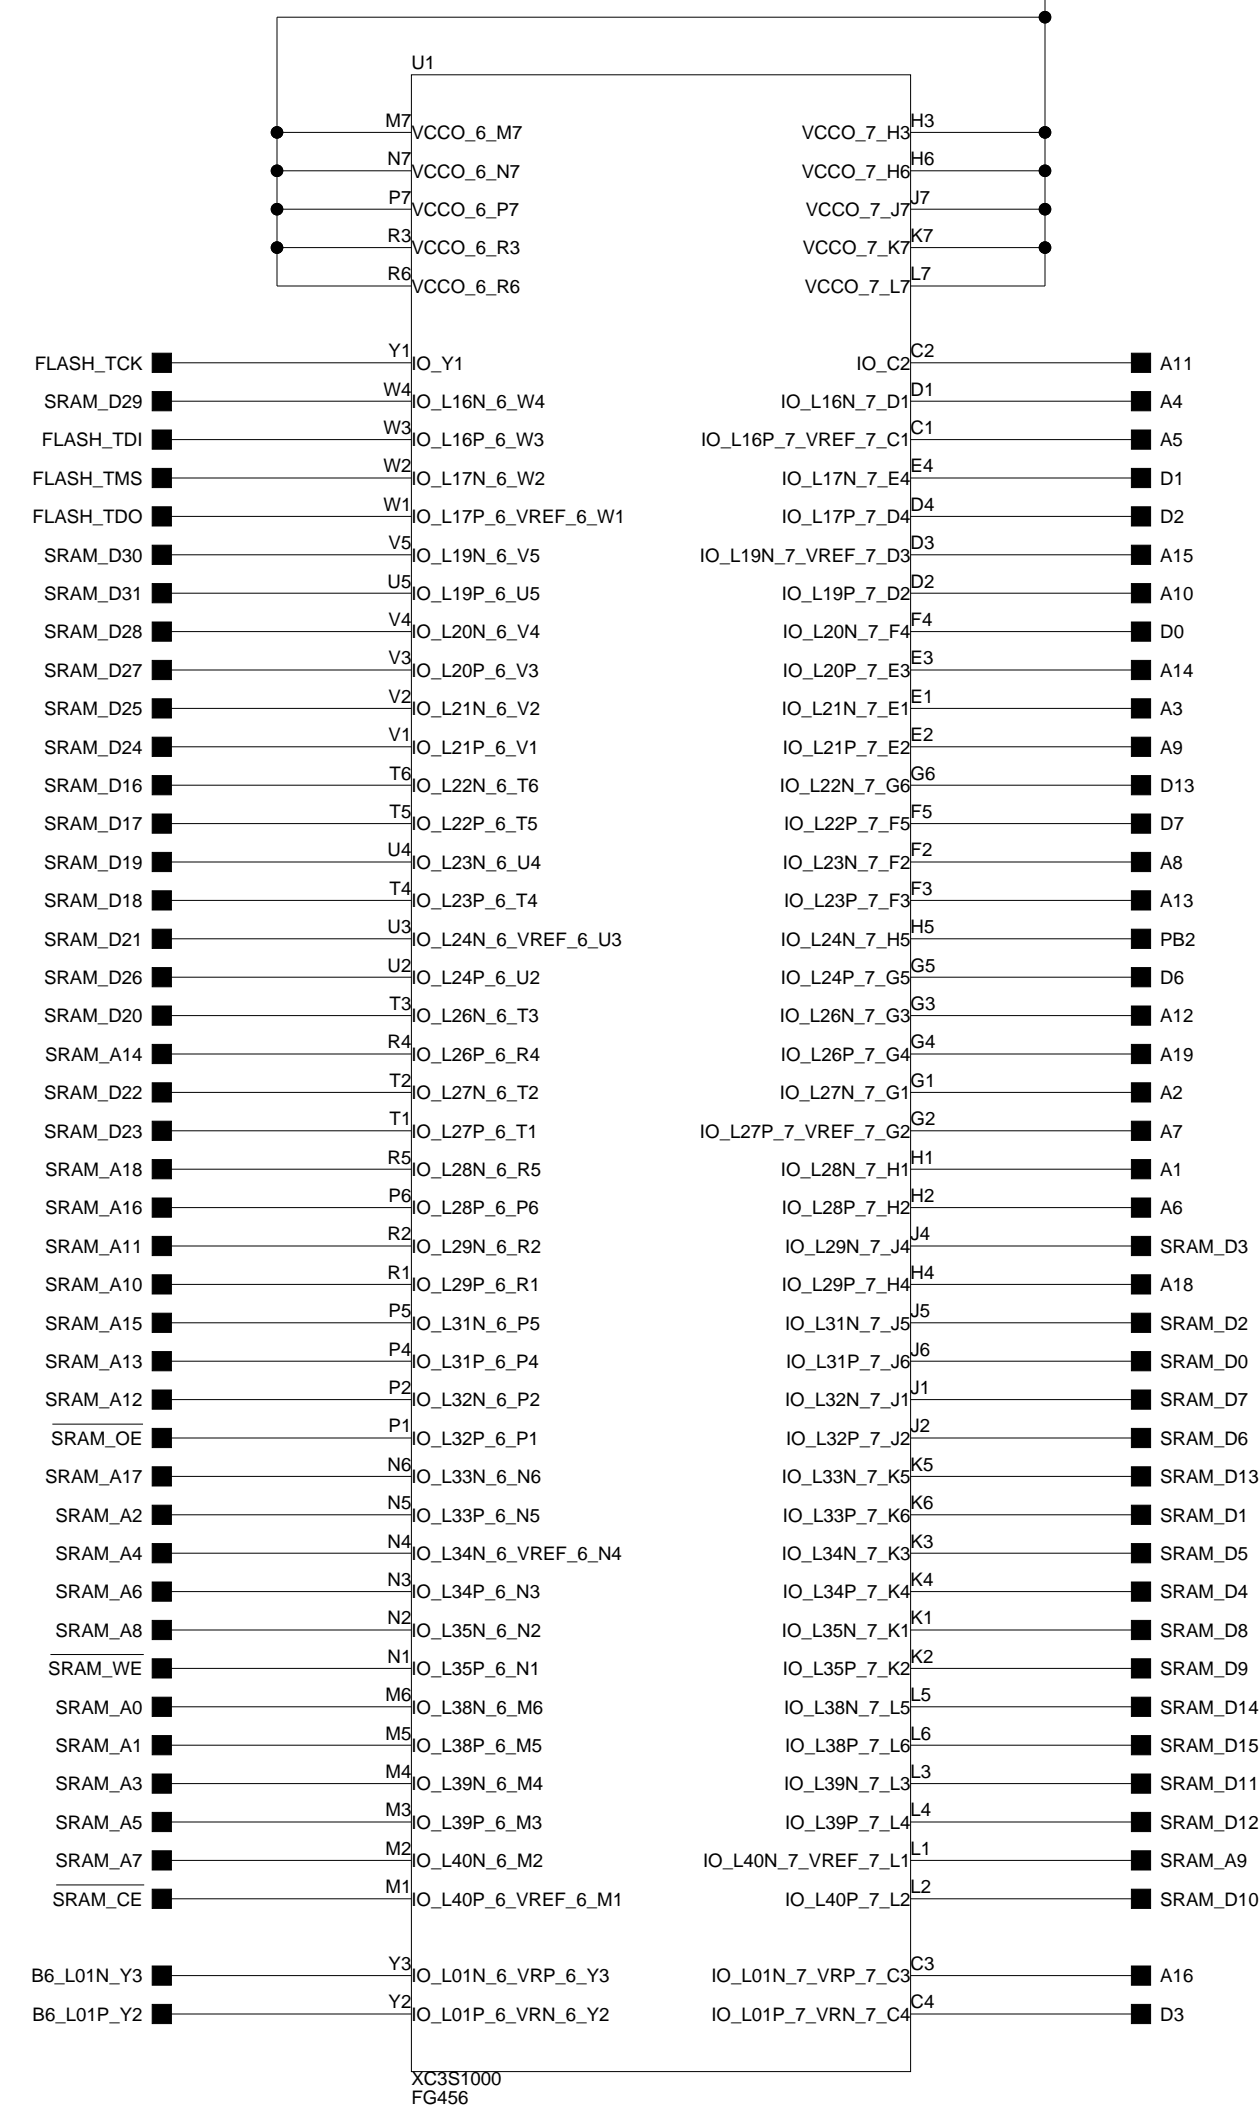 U1
M7 VCCO_6_M7 VCCO_7_H3 H3
N7 VCCO_6_N7 VCCO_7_H6 H6
P7 VCCO_6_P7 VCCO_7_J7 J7
R3 VCCO_6_R3 VCCO_7_K7 K7
R6 VCCO_6_R6 VCCO_7_L7 L7
FLASH_TCK Y1 IO_Y1 IO_C2 C2 A11
SRAM_D29 W4 IO_L16N_6_W4 IO_L16N_7_D1 D1 A4
FLASH_TDI W3 IO_L16P_6_W3 IO_L16P_7_VREF_7_C1 C1 A5
FLASH_TMS W2 IO_L17N_6_W2 IO_L17N_7_E4 E4 D1
FLASH_TDO W1 IO_L17P_6_VREF_6_W1 IO_L17P_7_D4 D4 D2
SRAM_D30 V5 IO_L19N_6_V5 IO_L19N_7_VREF_7_D3 D3 A15
SRAM_D31 U5 IO_L19P_6_U5 IO_L19P_7_D2 D2 A10
SRAM_D28 V4 IO_L20N_6_V4 IO_L20N_7_F4 F4 D0
SRAM_D27 V3 IO_L20P_6_V3 IO_L20P_7_E3 E3 A14
SRAM_D25 V2 IO_L21N_6_V2 IO_L21N_7_E1 E1 A3
SRAM_D24 V1 IO_L21P_6_V1 IO_L21P_7_E2 E2 A9
SRAM_D16 T6 IO_L22N_6_T6 IO_L22N_7_G6 G6 D13
SRAM_D17 T5 IO_L22P_6_T5 IO_L22P_7_F5 F5 D7
SRAM_D19 U4 IO_L23N_6_U4 IO_L23N_7_F2 F2 A8
SRAM_D18 T4 IO_L23P_6_T4 IO_L23P_7_F3 F3 A13
SRAM_D21 U3 IO_L24N_6_VREF_6_U3 IO_L24N_7_H5 H5 PB2
SRAM_D26 U2 IO_L24P_6_U2 IO_L24P_7_G5 G5 D6
SRAM_D20 T3 IO_L26N_6_T3 IO_L26N_7_G3 G3 A12
SRAM_A14 R4 IO_L26P_6_R4 IO_L26P_7_G4 G4 A19
SRAM_D22 T2 IO_L27N_6_T2 IO_L27N_7_G1 G1 A2
SRAM_D23 T1 IO_L27P_6_T1 IO_L27P_7_VREF_7_G2 G2 A7
SRAM_A18 R5 IO_L28N_6_R5 IO_L28N_7_H1 H1 A1
SRAM_A16 P6 IO_L28P_6_P6 IO_L28P_7_H2 H2 A6
SRAM_A11 R2 IO_L29N_6_R2 IO_L29N_7_J4 J4 SRAM_D3
SRAM_A10 R1 IO_L29P_6_R1 IO_L29P_7_H4 H4 A18
SRAM_A15 P5 IO_L31N_6_P5 IO_L31N_7_J5 J5 SRAM_D2
SRAM_A13 P4 IO_L31P_6_P4 IO_L31P_7_J6 J6 SRAM_D0
SRAM_A12 P2 IO_L32N_6_P2 IO_L32N_7_J1 J1 SRAM_D7
SRAM_OE P1 IO_L32P_6_P1 IO_L32P_7_J2 J2 SRAM_D6
SRAM_A17 N6 IO_L33N_6_N6 IO_L33N_7_K5 K5 SRAM_D13
SRAM_A2 N5 IO_L33P_6_N5 IO_L33P_7_K6 K6 SRAM_D1
SRAM_A4 N4 IO_L34N_6_VREF_6_N4 IO_L34N_7_K3 K3 SRAM_D5
SRAM_A6 N3 IO_L34P_6_N3 IO_L34P_7_K4 K4 SRAM_D4
SRAM_A8 N2 IO_L35N_6_N2 IO_L35N_7_K1 K1 SRAM_D8
SRAM_WE N1 IO_L35P_6_N1 IO_L35P_7_K2 K2 SRAM_D9
SRAM_A0 M6 IO_L38N_6_M6 IO_L38N_7_L5 L5 SRAM_D14
SRAM_A1 M5 IO_L38P_6_M5 IO_L38P_7_L6 L6 SRAM_D15
SRAM_A3 M4 IO_L39N_6_M4 IO_L39N_7_L3 L3 SRAM_D11
SRAM_A5 M3 IO_L39P_6_M3 IO_L39P_7_L4 L4 SRAM_D12
SRAM_A7 M2 IO_L40N_6_M2 IO_L40N_7_VREF_7_L1 L1 SRAM_A9
SRAM_CE M1 IO_L40P_6_VREF_6_M1 IO_L40P_7_L2 L2 SRAM_D10
B6_L01N_Y3 Y3 IO_L01N_6_VRP_6_Y3 IO_L01N_7_VRP_7_C3 C3 A16
B6_L01P_Y2 Y2 IO_L01P_6_VRN_6_Y2 IO_L01P_7_VRN_7_C4 C4 D3
XC3S1000
FG456